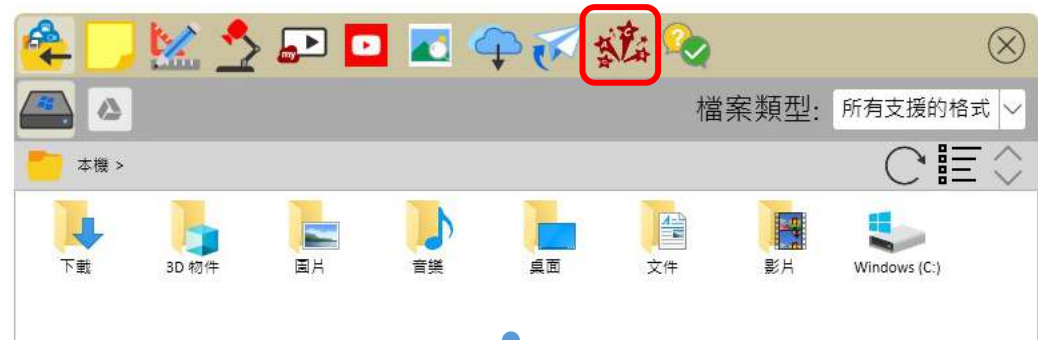 my
檔案類型: 所有支援的格式
本機 >
下載
3D 物件
圖片
音樂
桌面
文件
影片
Windows (C:)